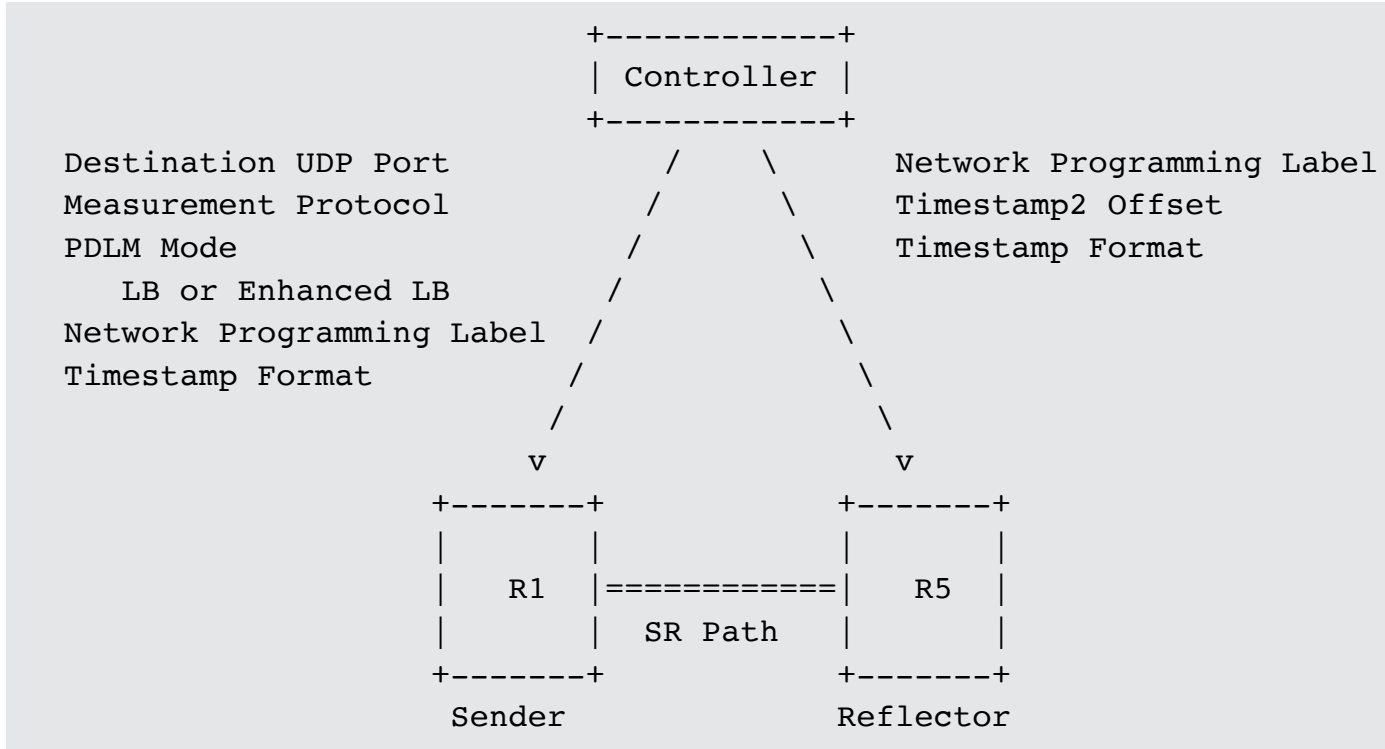 +------------+
| Controller |
+------------+
Destination UDP Port / \ Network Programming Label
Measurement Protocol / \ Timestamp2 Offset
PDLM Mode / \ Timestamp Format
LB or Enhanced LB / \
Network Programming Label / \
Timestamp Format / \
/ \
v v
+-------+ +-------+
| | | |
| R1 |============| R5 |
| | SR Path | |
+-------+ +-------+
Sender Reflector